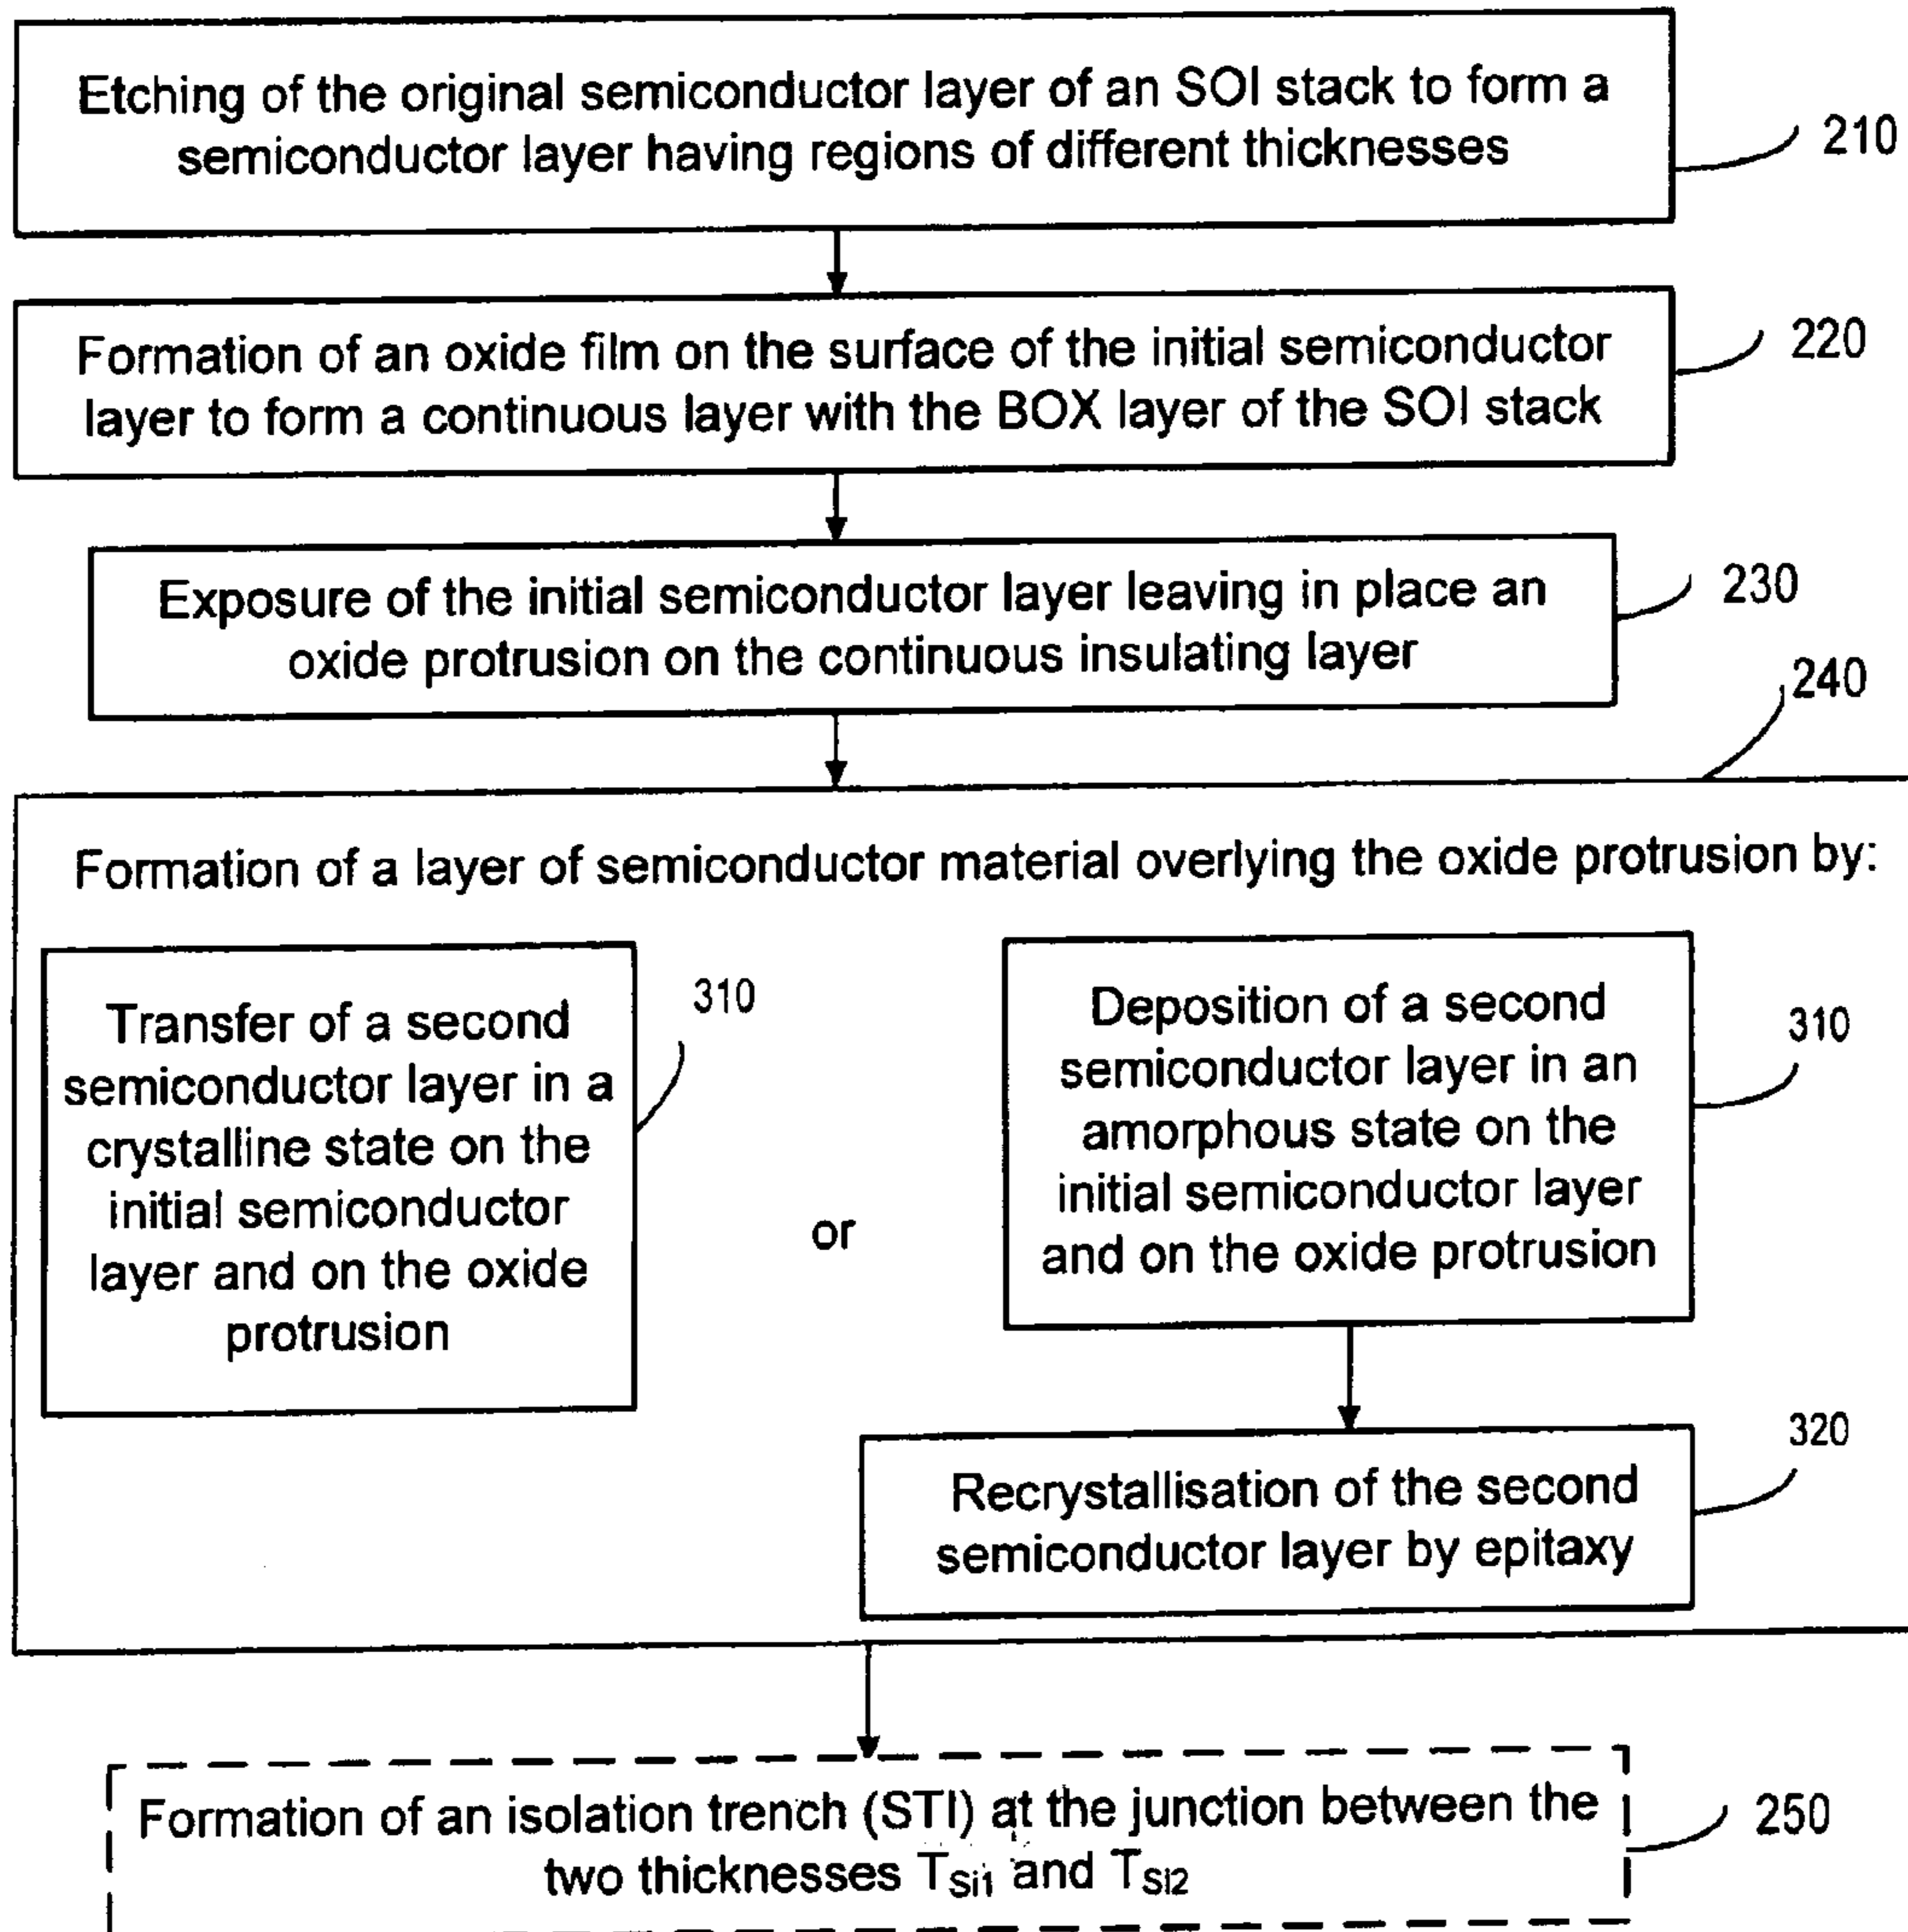 Etching of the original semiconductor layer of an SOI stack to form a
semiconductor layer having regions of different thicknesses
210
Formation of an oxide film on the surface of the initial semiconductor
layer to form a continuous layer with the BOX layer of the SOI stack
220
Exposure of the initial semiconductor layer leaving in place an
oxide protrusion on the continuous insulating layer
230
240
Formation of a layer of semiconductor material overlying the oxide protrusion by:
Transfer of a second
semiconductor layer in a
crystalline state on the
initial semiconductor
layer and on the oxide
protrusion
310
or
Deposition of a second
semiconductor layer in an
amorphous state on the
initial semiconductor layer
and on the oxide protrusion
310
Recrystallisation of the second
semiconductor layer by epitaxy
320
Formation of an isolation trench (STI) at the junction between the
two thicknesses TSi1 and TSi2
250